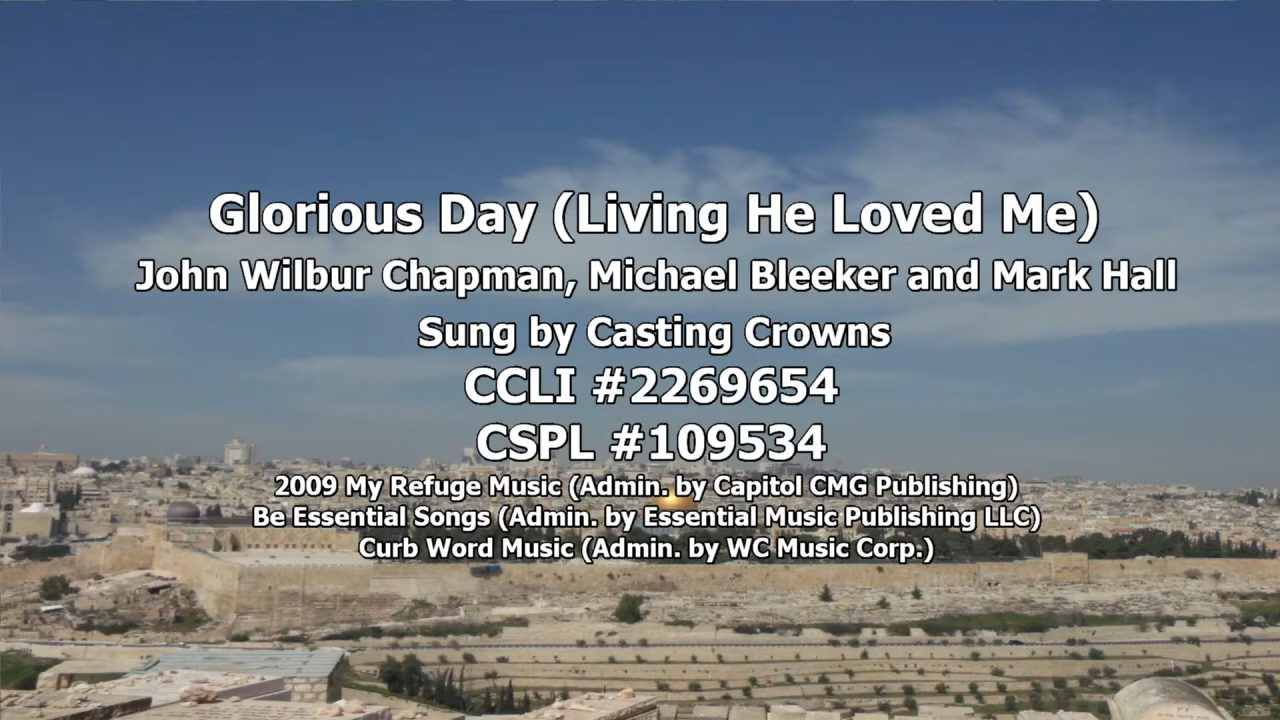 Glorious Day (Living He Loved Me)
John Wilbur Chapman, Michael Bleeker and Mark Hall
Sung by Casting Crowns
CCLI #2269654
CSPL #109534
2009 My Refuge Music (Admin. by Capitol CMG Publishing)
Be Essential Songs (Admin. by Essential Music Publishing LLC)
Curb Word Music (Admin. by WC Music Corp.)